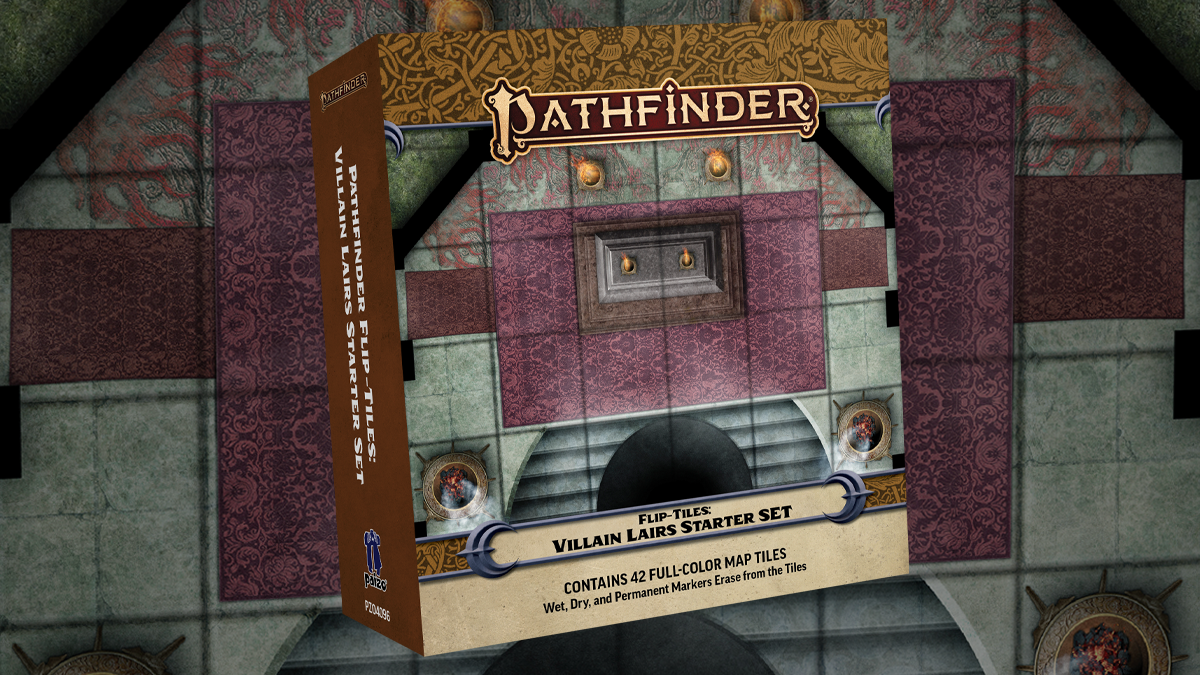 PATHFINDER
PATHFINDER FLIP-TILES:
VILLAIN LAIRS STARTER SET
paizo
PZO4096
PATHFINDER
FLIP-TILES:
VILLAIN LAIRS STARTER SET
CONTAINS 42 FULL-COLOR MAP TILES
Wet, Dry, and Permanent Markers Erase from the Tiles